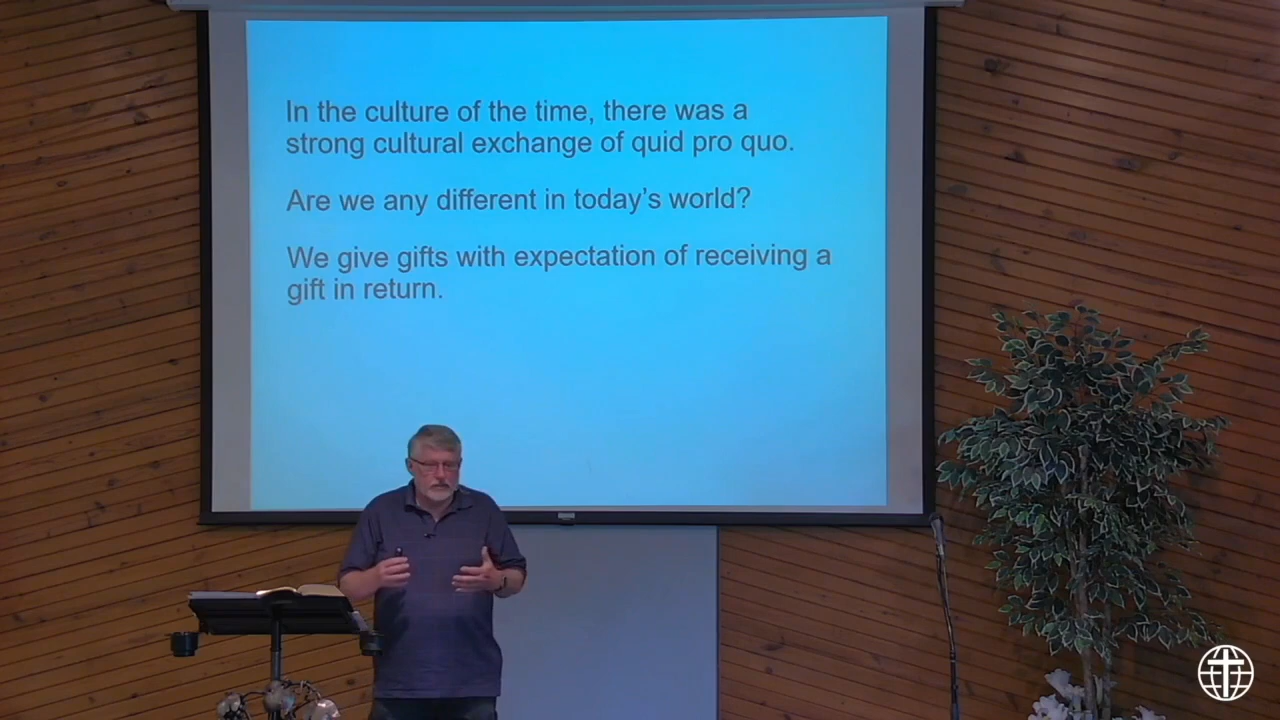 In the culture of the time, there was a
strong cultural exchange of quid pro quo.
Are we any different in today's world?
We give gifts with expectation of receiving a
gift in return.